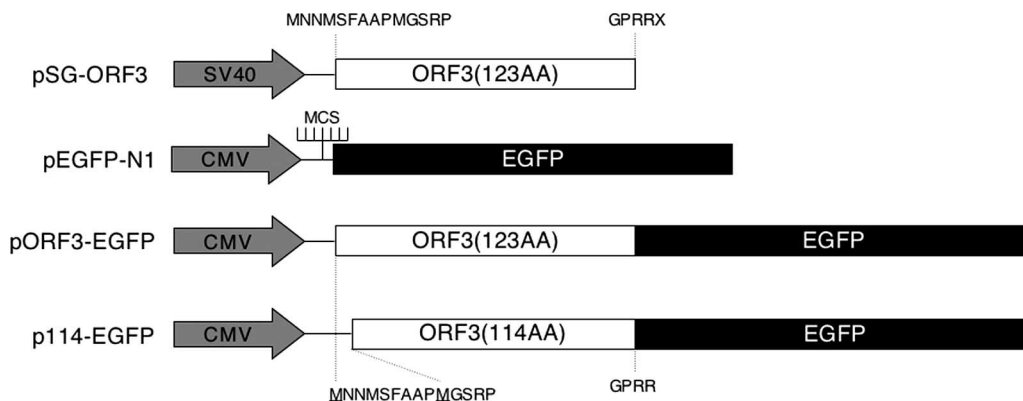 MNNMSFAAPMGSRP GPRRX
pSG-ORF3 SV40 ORF3(123AA)
MCS
pEGFP-N1 CMV EGFP
pORF3-EGFP CMV ORF3(123AA) EGFP
p114-EGFP CMV ORF3(114AA) EGFP
MNNMSFAAPMGSRP GPRR